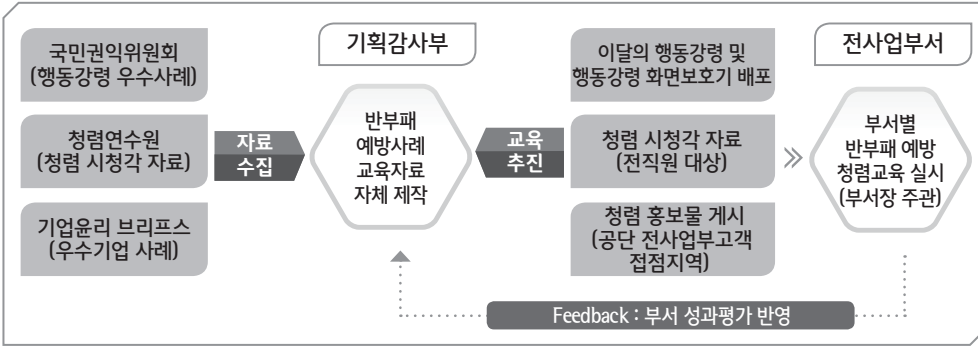 국민권익위원회
(행동강령 우수사례)
청렴연수원
(청렴 시청각 자료)
기업윤리 브리프스
(우수기업 사례)
자료
수집
기획감사부
반부패
예방사례
교육자료
자체 제작
교육
추진
이달의 행동강령 및
행동강령 화면보호기 배포
청렴 시청각 자료
(전직원 대상)
청렴 홍보물 게시
(공단 전사업부고객
접점지역)
전사업부서
부서별
반부패 예방
청렴교육 실시
(부서장 주관)
Feedback : 부서 성과평가 반영